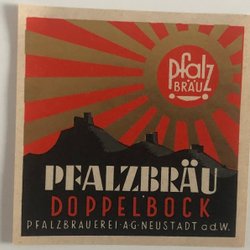 Pfalz
BRÄU
PFALZBRÄU
DOPPELBOCK
PFALZBRAUEREI·A·G·NEUSTADT a.d.W.